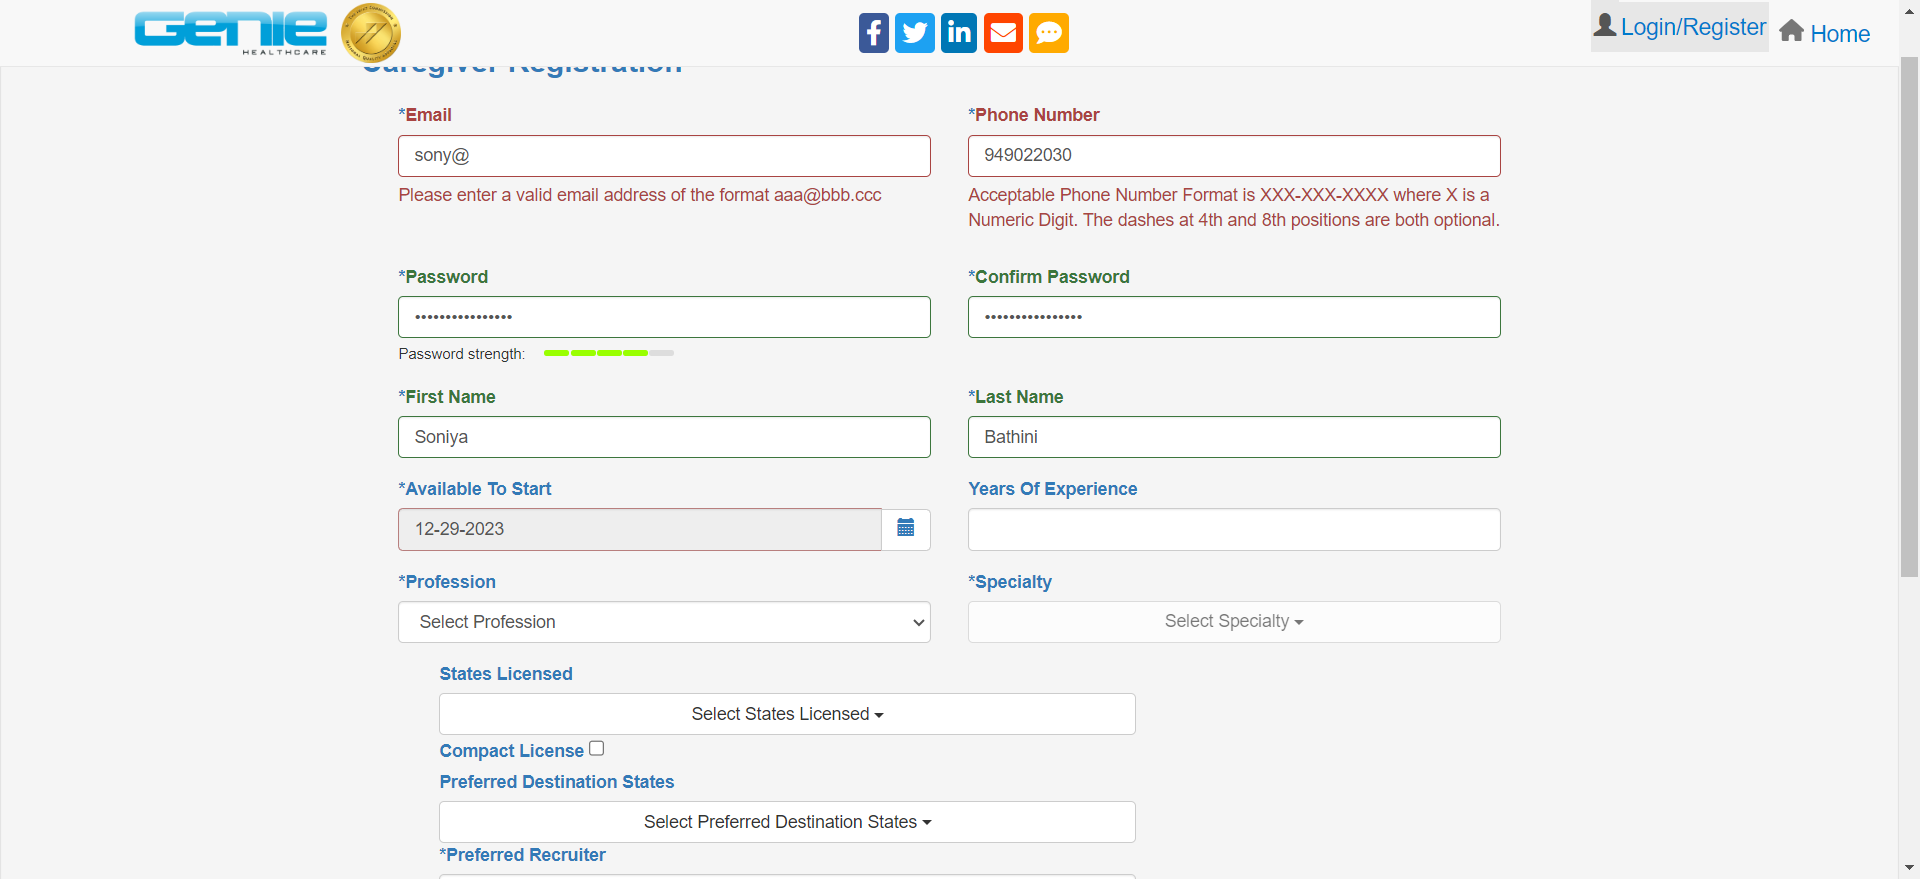 GENIE
HEALTHCARE
Login/Register
Home
Caregiver Registration
*Email
*Phone Number
sony@
949022030
Please enter a valid email address of the format aaa@bbb.ccc
Acceptable Phone Number Format is XXX-XXX-XXXX where X is a
Numeric Digit. The dashes at 4th and 8th positions are both optional.
*Password
*Confirm Password
••••••••••••••••
••••••••••••••••
Password strength:
*First Name
*Last Name
Soniya
Bathini
*Available To Start
Years Of Experience
12-29-2023
*Profession
*Specialty
Select Profession
Select Specialty
States Licensed
Select States Licensed
Compact License
Preferred Destination States
Select Preferred Destination States
*Preferred Recruiter